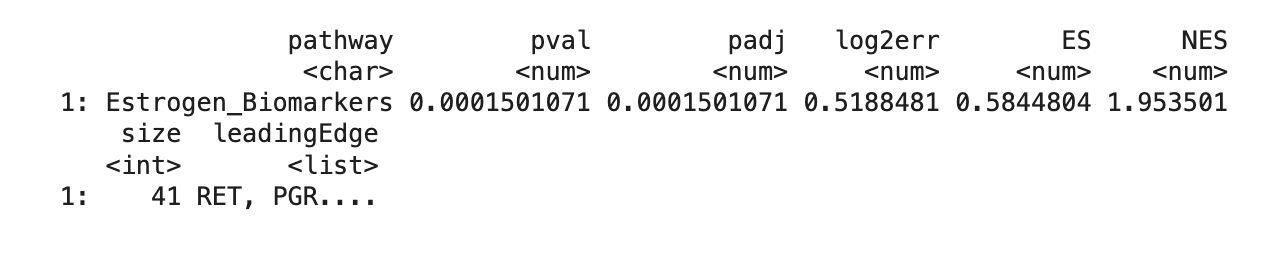 pathway pval padj log2err ES NES
<char> <num> <num> <num> <num> <num>
1: Estrogen_Biomarkers 0.0001501071 0.0001501071 0.5188481 0.5844804 1.953501
size leadingEdge
<int> <list>
1: 41 RET, PGR....